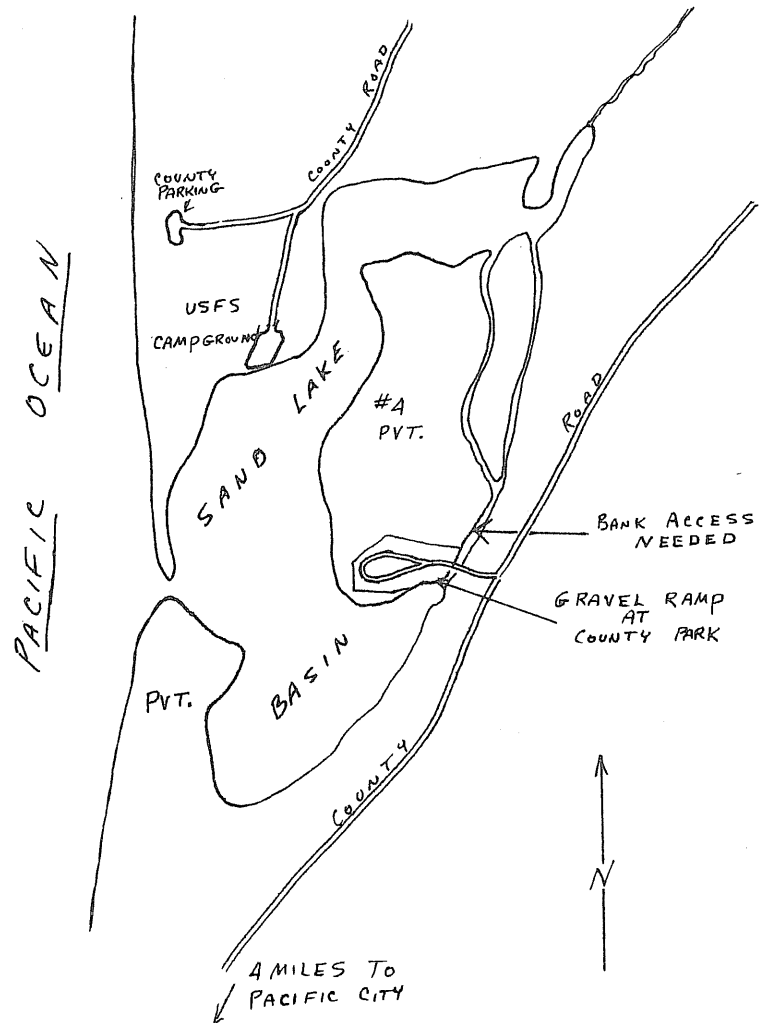 COUNTY ROAD
COUNTY
PARKING
USFS
CAMPGROUND
PACIFIC OCEAN
SAND LAKE
#4
PVT.
ROAD
BANK ACCESS
NEEDED
GRAVEL RAMP
AT
COUNTY PARK
BASIN
PVT.
COUNTY
N
4 MILES TO
PACIFIC CITY